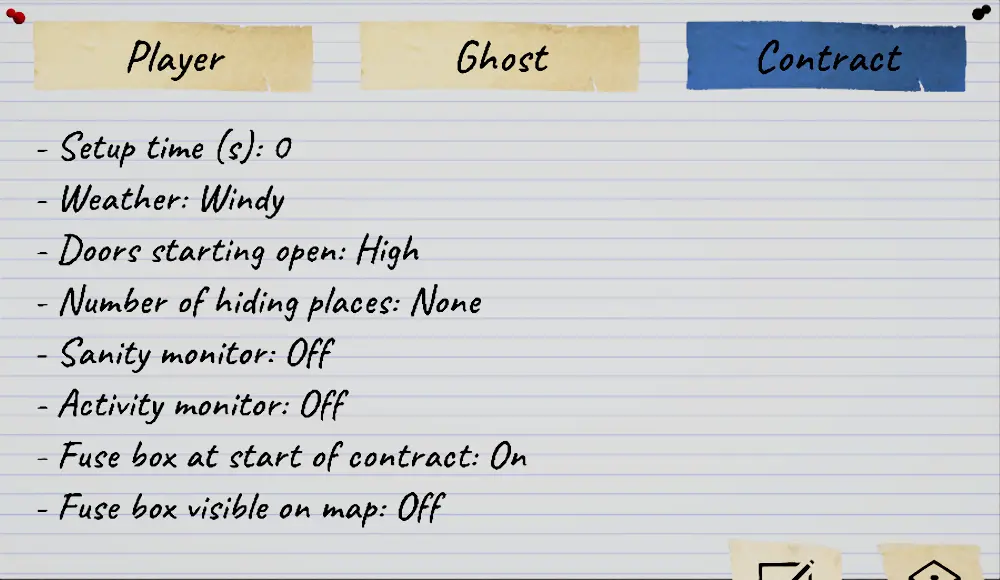 Player
Ghost
Contract
- Setup time (s): 0
- Weather: Windy
- Doors starting open: High
- Number of hiding places: None
- Sanity monitor: Off
- Activity monitor: Off
- Fuse box at start of contract: On
- Fuse box visible on map: Off